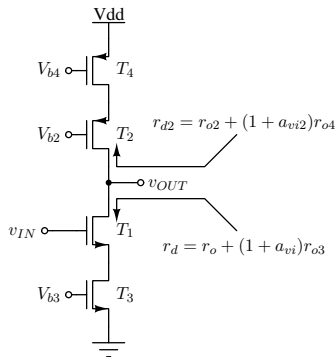 Vdd
V_{b4} T_4
V_{b2} T_2 r_{d2} = r_{o2} + (1 + a_{vi2})r_{o4}
v_{OUT}
v_{IN} T_1
r_d = r_o + (1 + a_{vi})r_{o3}
V_{b3} T_3